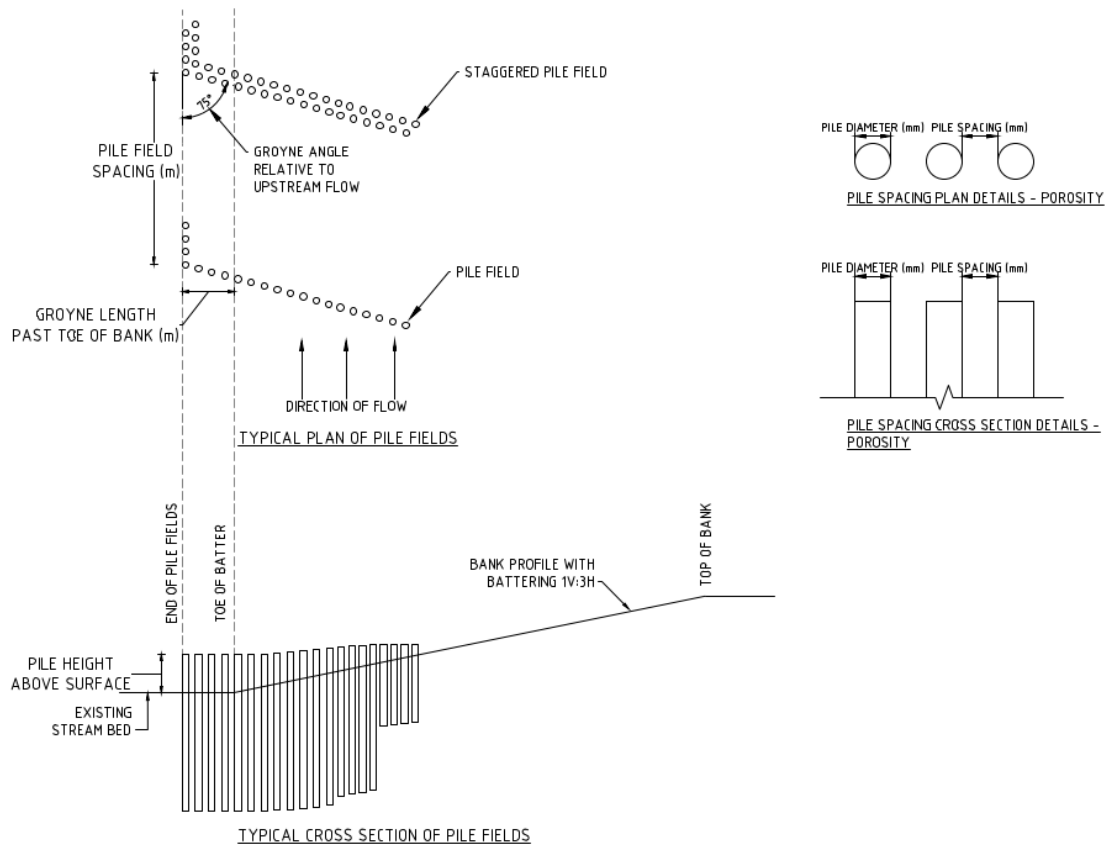 STAGGERED PILE FIELD
75°
GROYNE ANGLE
RELATIVE TO
UPSTREAM FLOW
PILE FIELD
SPACING (m)
PILE FIELD
GROYNE LENGTH
PAST TOE OF BANK (m)
DIRECTION OF FLOW
TYPICAL PLAN OF PILE FIELDS
PILE DIAMETER (mm)
PILE SPACING (mm)
PILE SPACING PLAN DETAILS - POROSITY
PILE DIAMETER (mm)
PILE SPACING (mm)
PILE SPACING CROSS SECTION DETAILS -
POROSITY
END OF PILE FIELDS
TOE OF BATTER
BANK PROFILE WITH
BATTERING 1V:3H
TOP OF BANK
PILE HEIGHT
ABOVE SURFACE
EXISTING
STREAM BED
TYPICAL CROSS SECTION OF PILE FIELDS